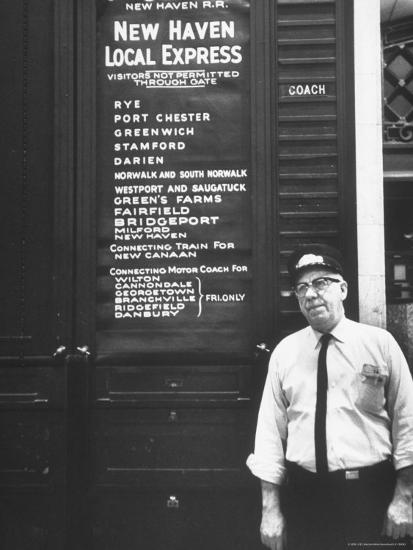 NEW HAVEN R.R.
NEW HAVEN
LOCAL EXPRESS
VISITORS NOT PERMITTED
THROUGH GATE
COACH
RYE
PORT CHESTER
GREENWICH
STAMFORD
DARIEN
NORWALK AND SOUTH NORWALK
WESTPORT AND SAUGATUCK
GREEN'S FARMS
FAIRFIELD
BRIDGEPORT
MILFORD
NEW HAVEN
CONNECTING TRAIN FOR
NEW CANAAN
CONNECTING MOTOR COACH FOR
WILTON
CANNONDALE
GEORGETOWN
BRANCHVILLE
RIDGEFIELD
DANBURY
FRI.ONLY